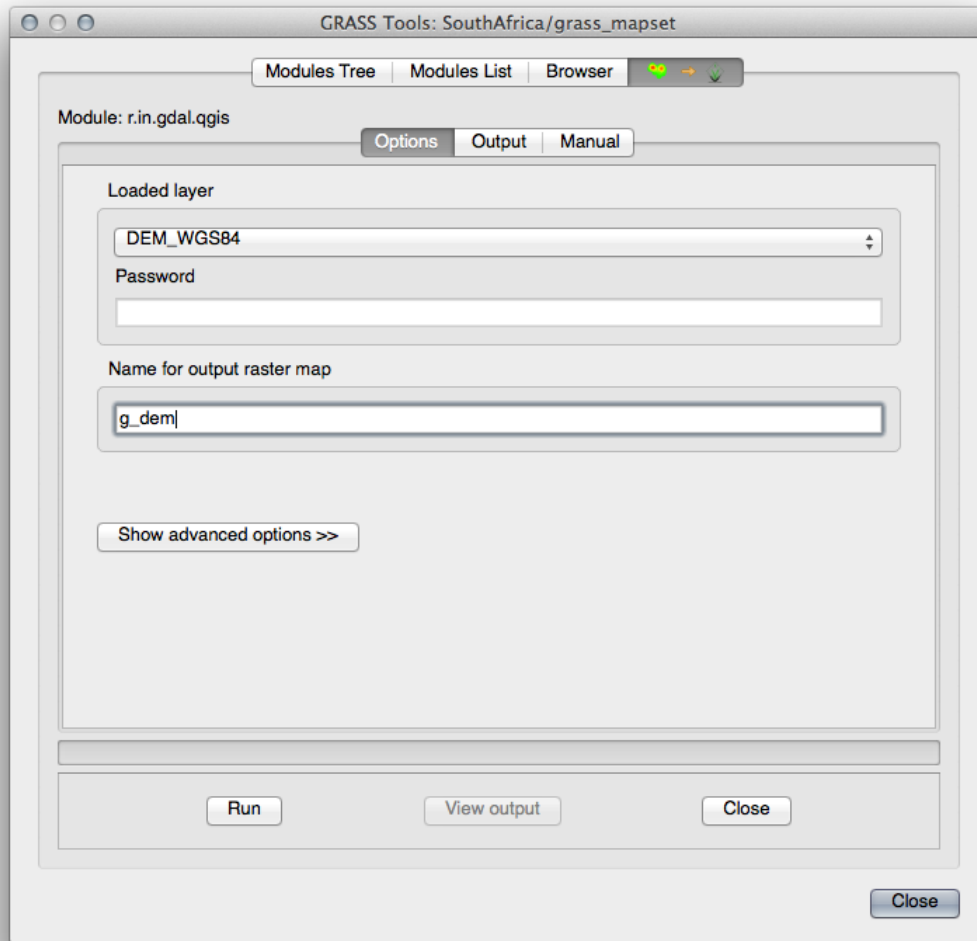 GRASS Tools: SouthAfrica/grass_mapset
Modules Tree Modules List Browser
Module: r.in.gdal.qgis
Options Output Manual
Loaded layer
DEM_WGS84
Password
Name for output raster map
g_dem
Show advanced options >>
Run View output Close
Close